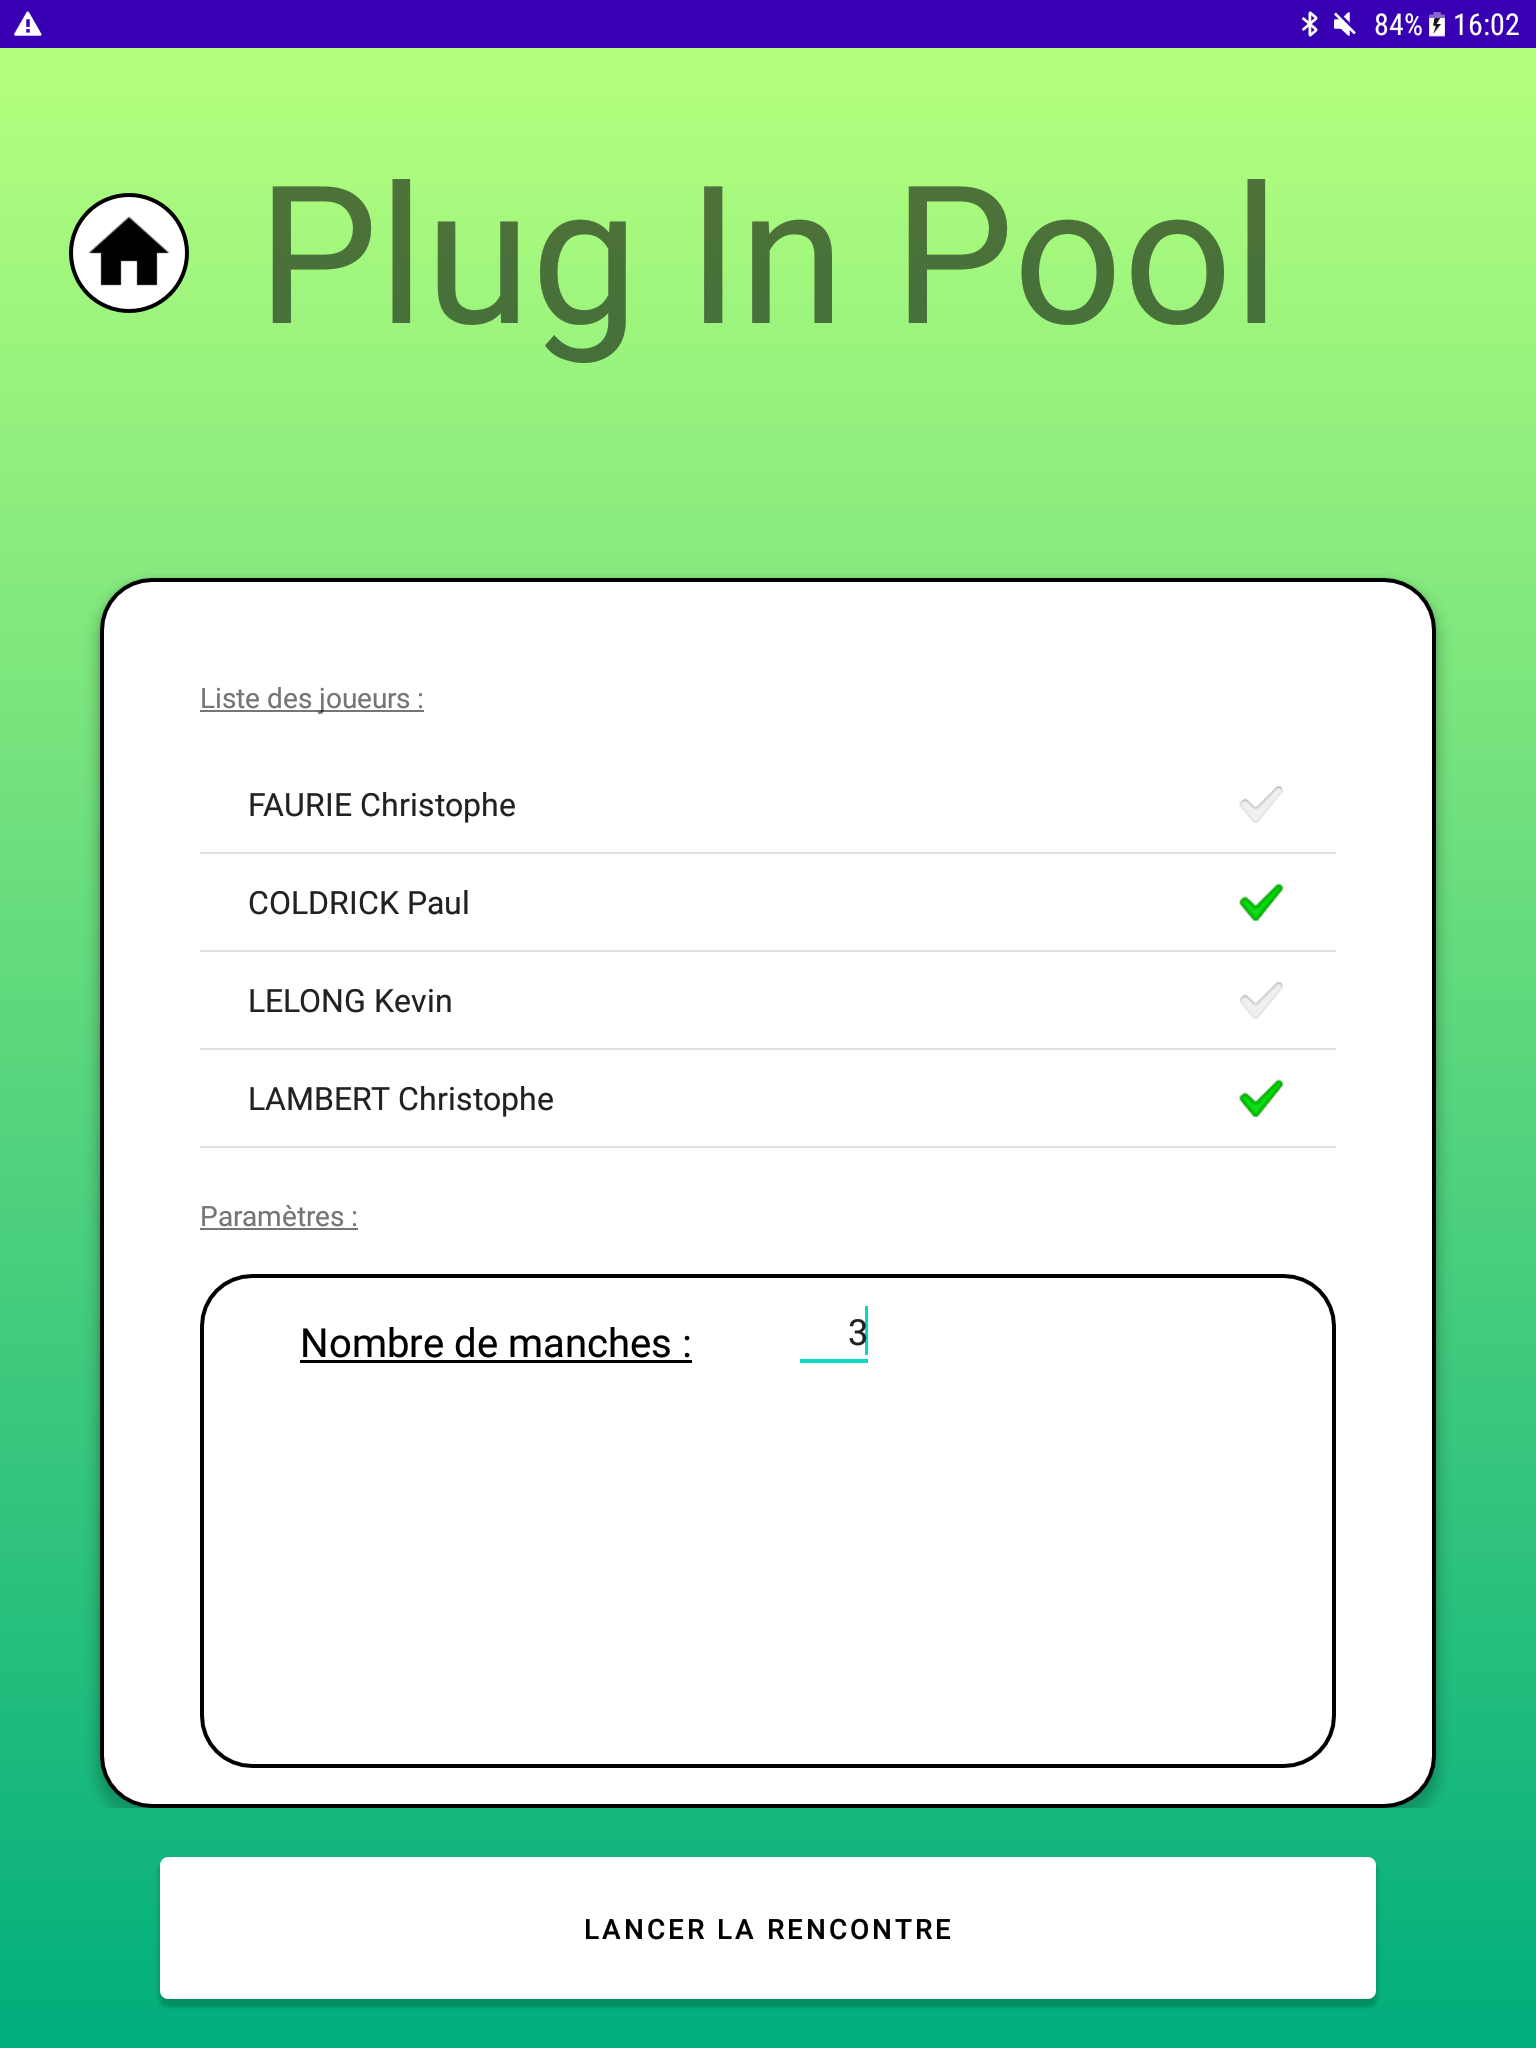 84% 16:02
Plug In Pool
Liste des joueurs :
FAURIE Christophe
COLDRICK Paul
LELONG Kevin
LAMBERT Christophe
Paramètres :
Nombre de manches : 3
LANCER LA RENCONTRE